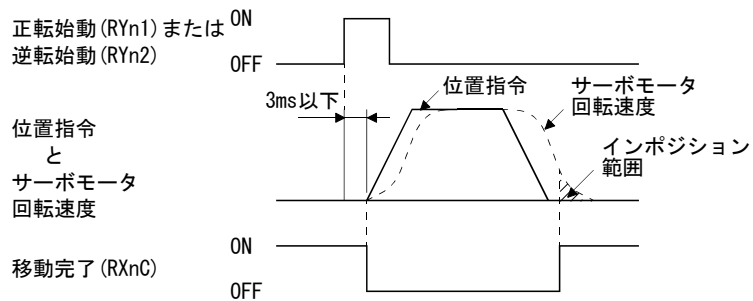 正転始動(RYn1)または
逆転始動(RYn2)
ON
OFF
3ms以下
位置指令
サーボモータ
回転速度
位置指令
と
サーボモータ
回転速度
インポジション
範囲
移動完了(RXnC)
ON
OFF